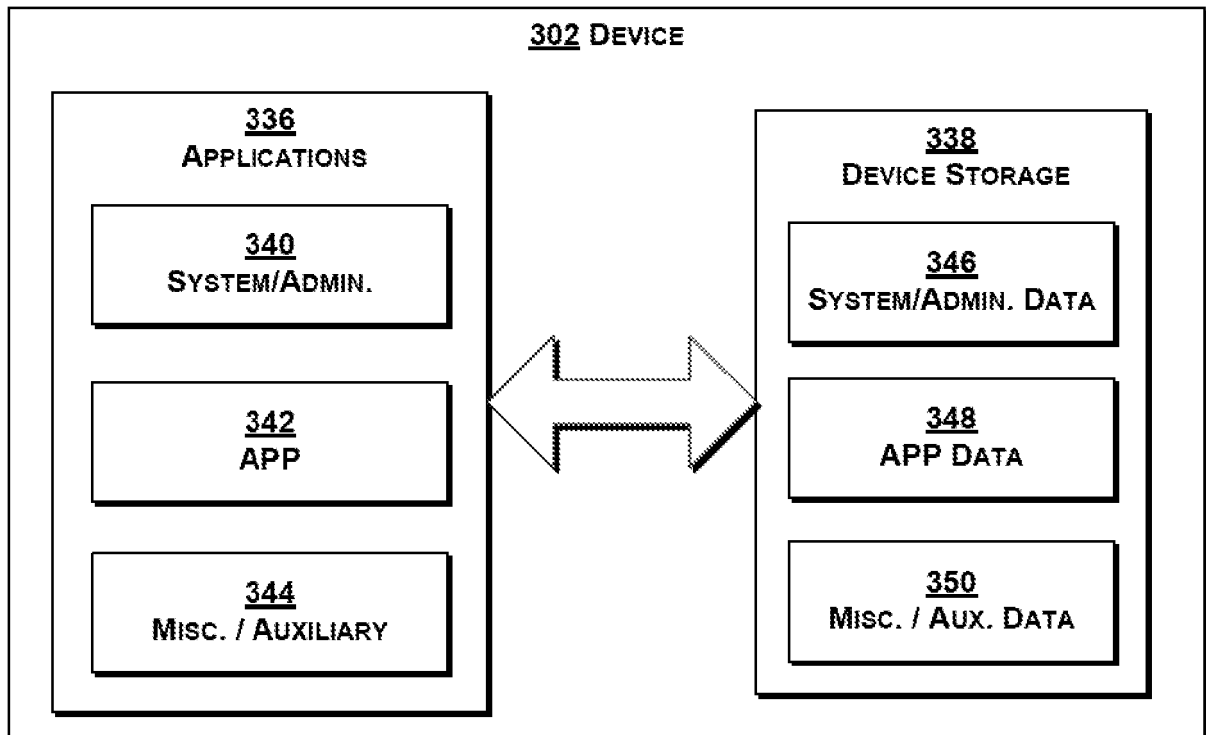 302 DEVICE
336
APPLICATIONS
340
SYSTEM/ADMIN.
342
APP
344
MISC. / AUXILIARY
338
DEVICE STORAGE
346
SYSTEM/ADMIN. DATA
348
APP DATA
350
MISC. / AUX. DATA